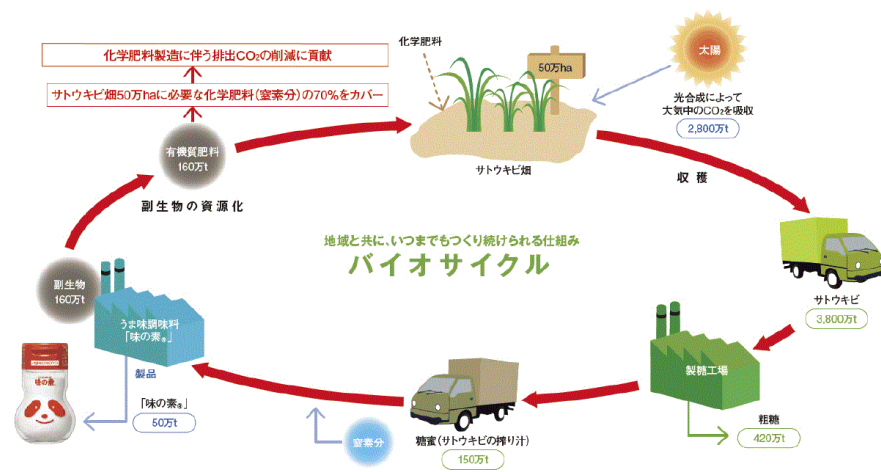 化学肥料製造に伴う排出CO₂の削減に貢献
サトウキビ畑50万haに必要な化学肥料(窒素分)の70%をカバー
有機質肥料
160万t
副生物の資源化
副生物
160万t
化学肥料
50万ha
サトウキビ畑
太陽
光合成によって
大気中のCO₂を吸収
2,800万t
収穫
サトウキビ
3,800万t
地域と共に、いつまでもつくり続けられる仕組み
バイオサイクル
製糖工場
粗糖
420万t
糖蜜(サトウキビの搾り汁)
150万t
窒素分
うま味調味料
「味の素®」
製品
「味の素®」
50万t
味の素